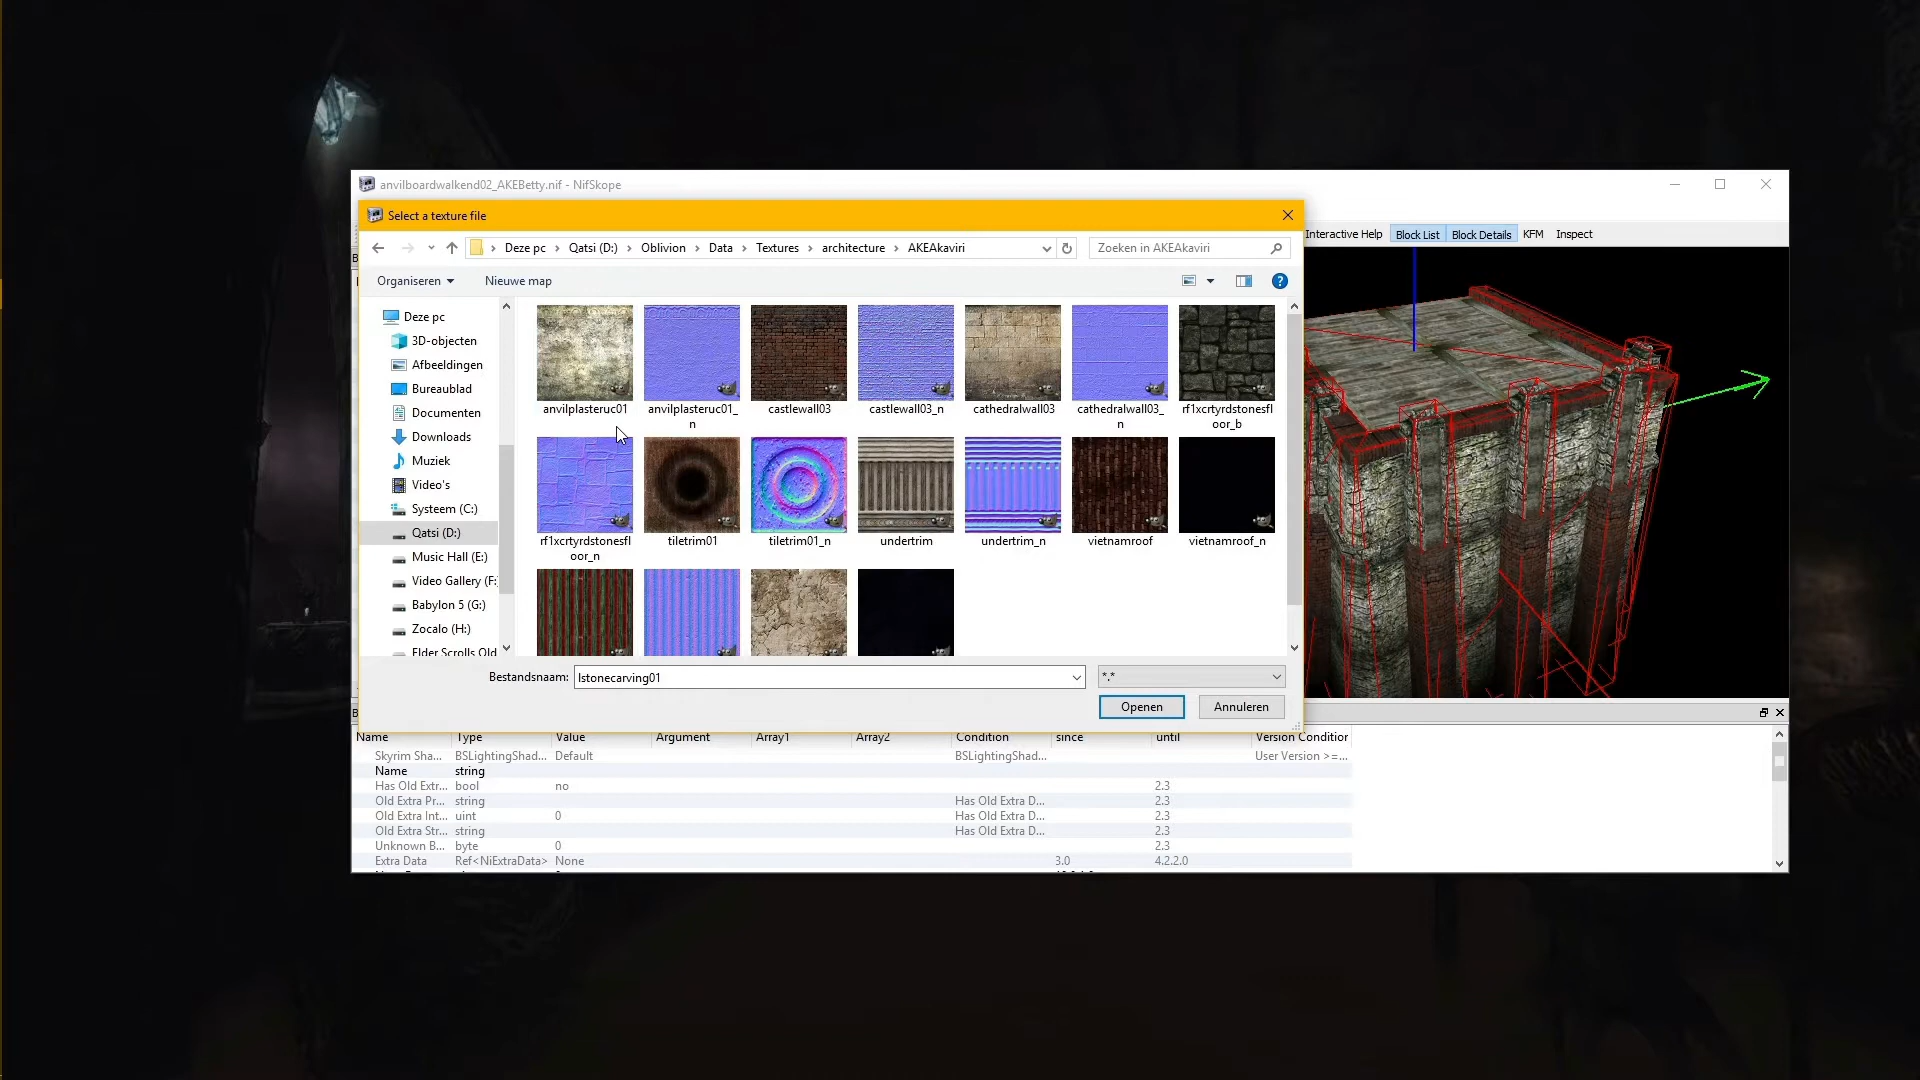 anvilboardwalkend02_AKEBetty.nif - NifSkope
Select a texture file
Deze pc
Qatsi (D:)
Oblivion
Data
Textures
architecture
AKEAkaviri
Zoeken in AKEAkaviri
Interactive Help
Block List
Block Details
KFM
Inspect
Organiseren
Nieuwe map
Deze pc
3D-objecten
Afbeeldingen
Bureaublad
Documenten
Downloads
Muziek
Video's
Systeem (C:)
Qatsi (D:)
Music Hall (E:)
Video Gallery (F:
Babylon 5 (G:)
Zocalo (H:)
Elder Scrolls Old
anvilplasteruc01
anvilplasteruc01_
n
castlewall03
castlewall03_n
cathedralwall03
cathedralwall03_
n
rf1xcrtyrdstonesfl
oor_b
rf1xcrtyrdstonesfl
oor_n
tiletrim01
tiletrim01_n
undertrim
undertrim_n
vietnamroof
vietnamroof_n
Bestandsnaam:
lstonecarving01
*.*
Openen
Annuleren
Name Type Value Argument Array1 Array2 Condition since until Version Condition
Skyrim Sha... BSLightingShad... Default BSLightingShad... User Version >=...
Name string
Has Old Extr... bool no 2.3
Old Extra Pr... string Has Old Extra D... 2.3
Old Extra Int... uint 0 Has Old Extra D... 2.3
Old Extra Str... string Has Old Extra D... 2.3
Unknown B... byte 0 2.3
Extra Data Ref<NiExtraData> None 3.0 4.2.2.0